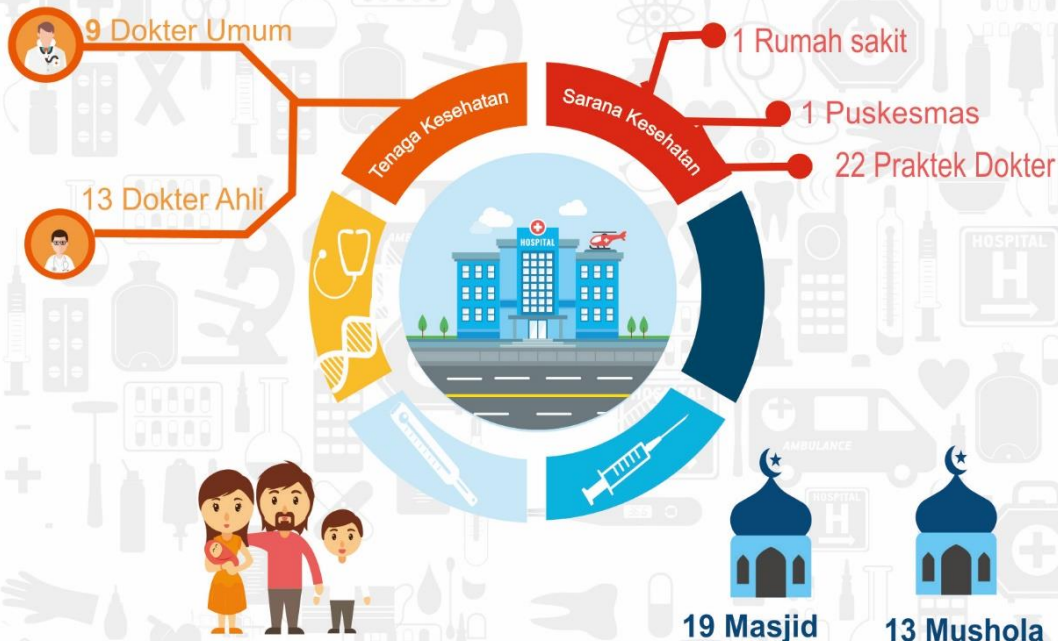 9 Dokter Umum
13 Dokter Ahli
Tenaga Kesehatan
Sarana Kesehatan
1 Rumah sakit
1 Puskesmas
22 Praktek Dokter
HOSPITAL
HOSPITAL
H
AMBULANCE
HOSPITAL
H
19 Masjid
13 Mushola